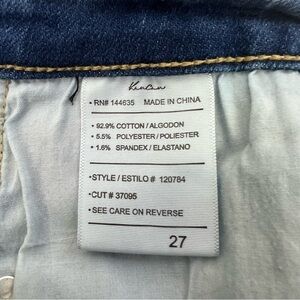 KanCan
• RN# 144635 MADE IN CHINA
• 92.9% COTTON / ALGODON
• 5.5% POLYESTER / POLIESTER
• 1.6% SPANDEX / ELASTANO
•STYLE / ESTILO # 120784
•CUT # 37095
•SEE CARE ON REVERSE
27